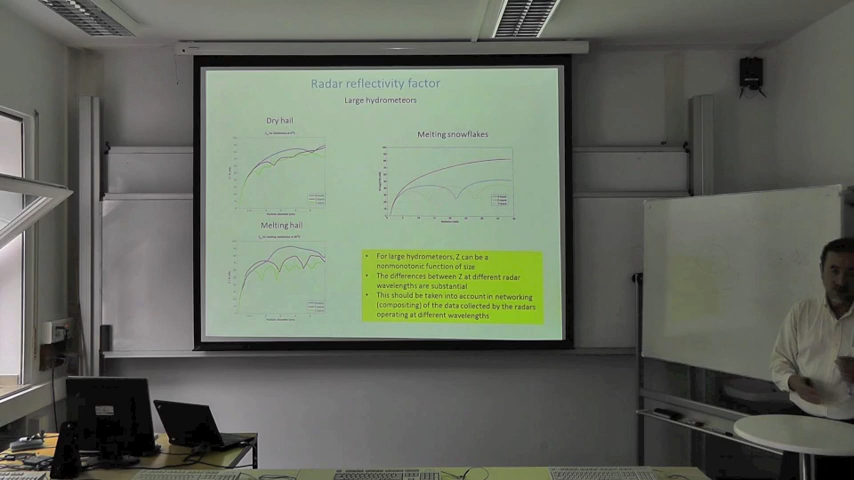 Radar reflectivity factor
Large hydrometeors
Dry hail
Melting snowflakes
Melting hail
• For large hydrometeors, Z can be a
nonmonotonic function of size
• The differences between Z at different radar
wavelengths are substantial
• This should be taken into account in networking
(compositing) of the data collected by the radars
operating at different wavelengths